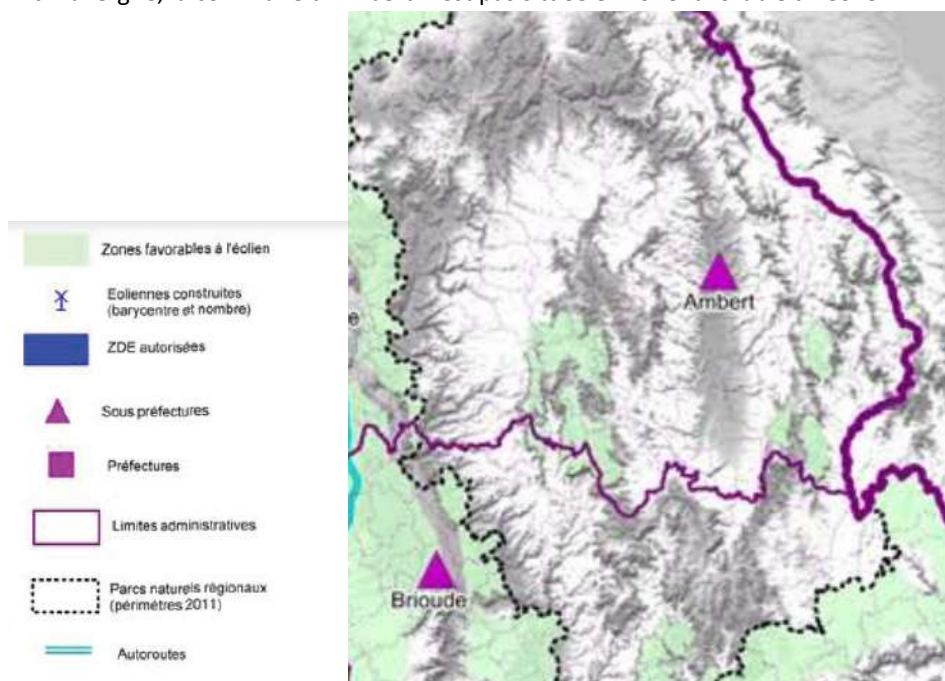 Zones favorables à l'éolien
Eoliennes construites
(barycentre et nombre)
ZDE autorisées
Sous préfectures
Préfectures
Limites administratives
Parcs naturels régionaux
(périmètres 2011)
Autoroutes
e
Ambert
Brioude